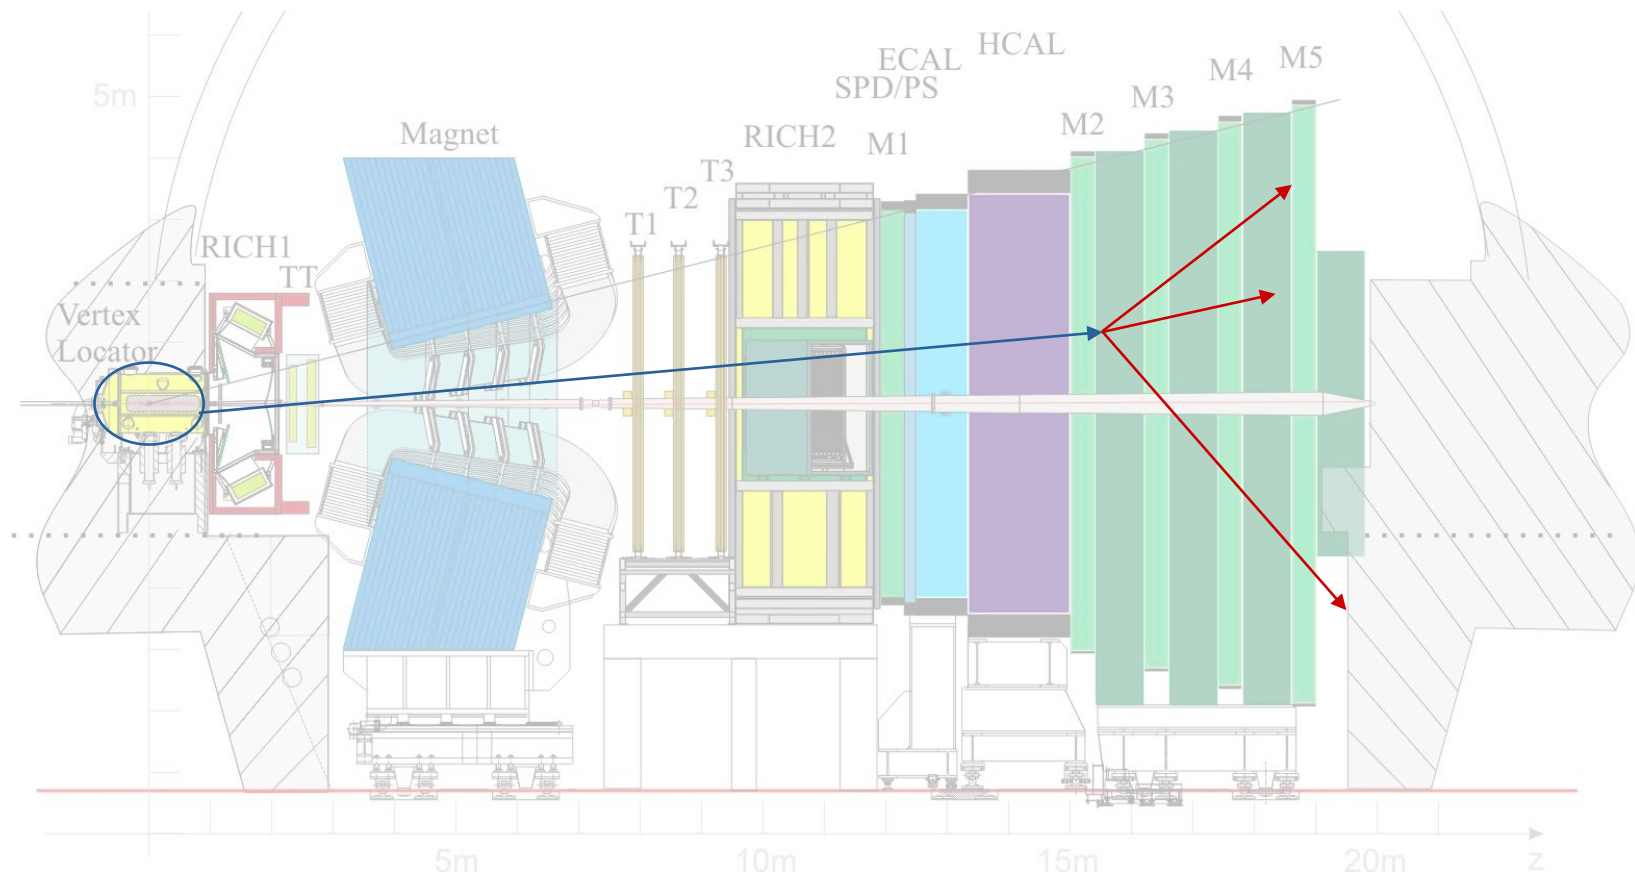 HCAL
ECAL
SPD/PS
M5
M4
M3
M2
5m
Magnet
RICH2
M1
T3
T2
T1
RICH1
TT
Vertex
Locator
5m
10m
15m
20m
z